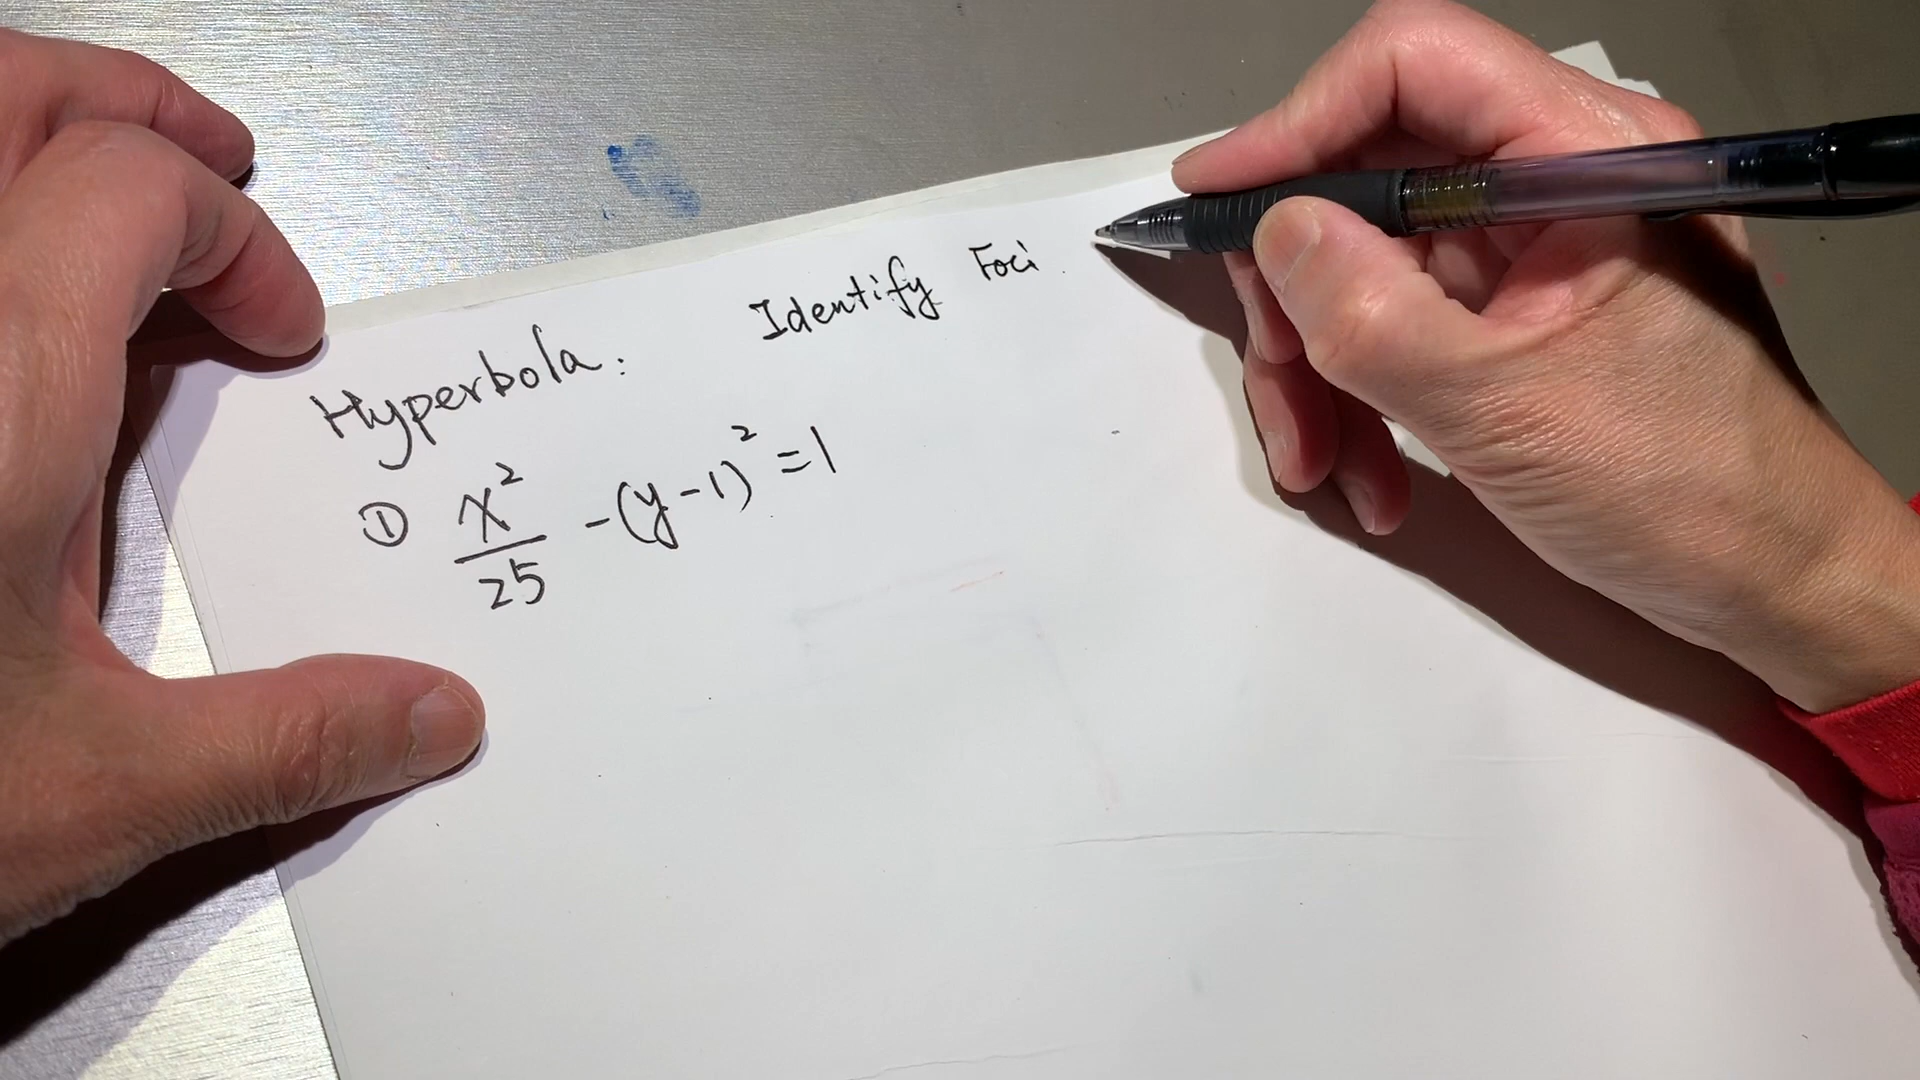 Hyperbola: Identify Foci.
① x²/25 - (y-1)² = 1